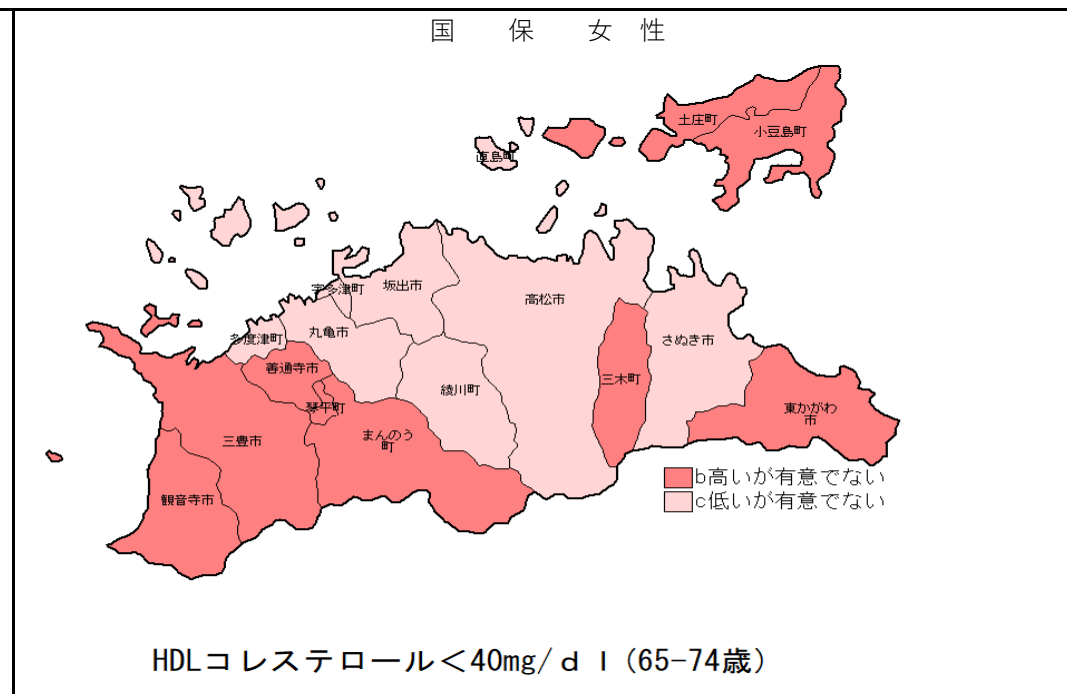 国保女性
土庄町
小豆島町
直島町
宇多津町
坂出市
高松市
多度津町
丸亀市
さぬき市
善通寺市
三木町
綾川町
琴平町
東かがわ
市
まんのう
町
三豊市
観音寺市
b高いが有意でない
c低いが有意でない
HDLコレステロール＜40mg/ｄｌ(65-74歳)